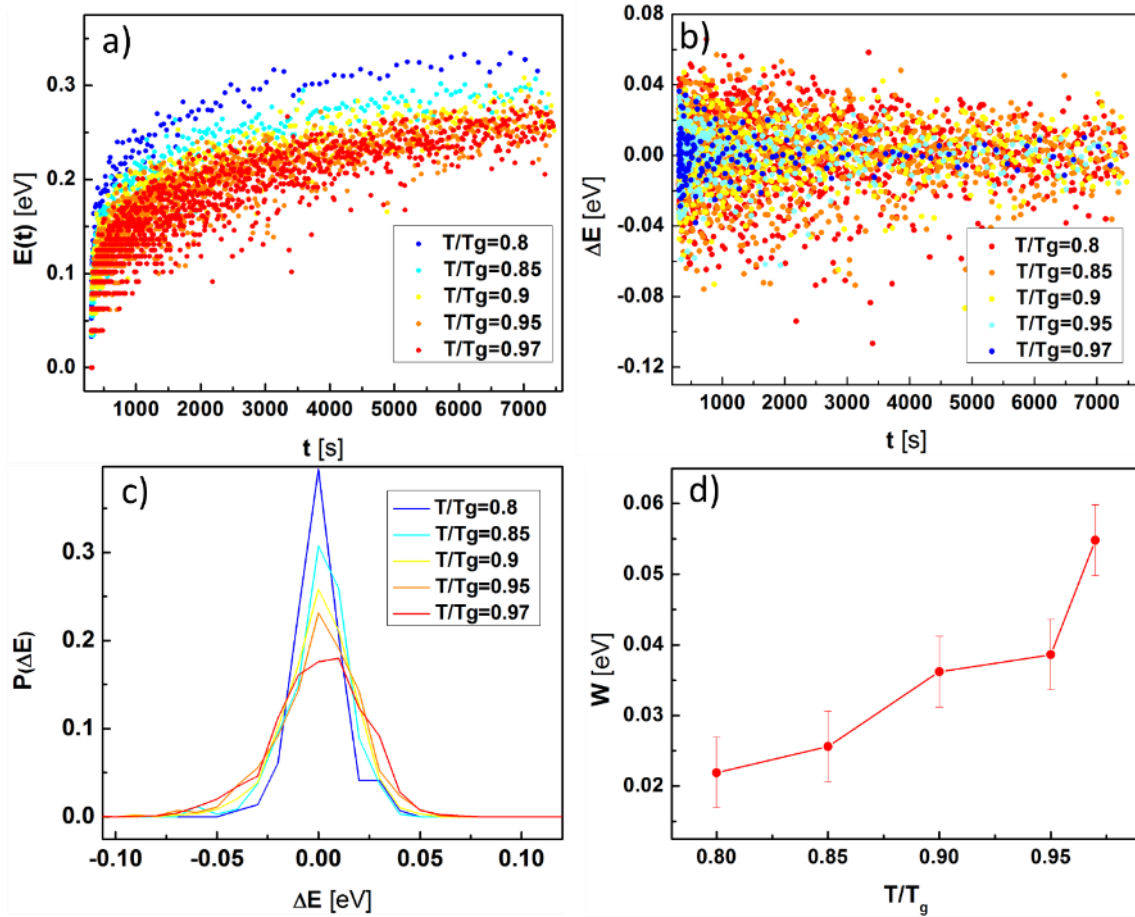 a)
E(t) [eV]
0.3
0.2
0.1
0.0
T/Tg=0.8
T/Tg=0.85
T/Tg=0.9
T/Tg=0.95
T/Tg=0.97
1000 2000 3000 4000 5000 6000 7000
t [s]
b)
ΔE [eV]
0.08
0.04
0.00
-0.04
-0.08
-0.12
T/Tg=0.8
T/Tg=0.85
T/Tg=0.9
T/Tg=0.95
T/Tg=0.97
1000 2000 3000 4000 5000 6000 7000
t [s]
c)
P(ΔE)
0.3
0.2
0.1
0.0
T/Tg=0.8
T/Tg=0.85
T/Tg=0.9
T/Tg=0.95
T/Tg=0.97
-0.10 -0.05 0.00 0.05 0.10
ΔE [eV]
d)
W [eV]
0.06
0.05
0.04
0.03
0.02
0.80 0.85 0.90 0.95
T/Tg